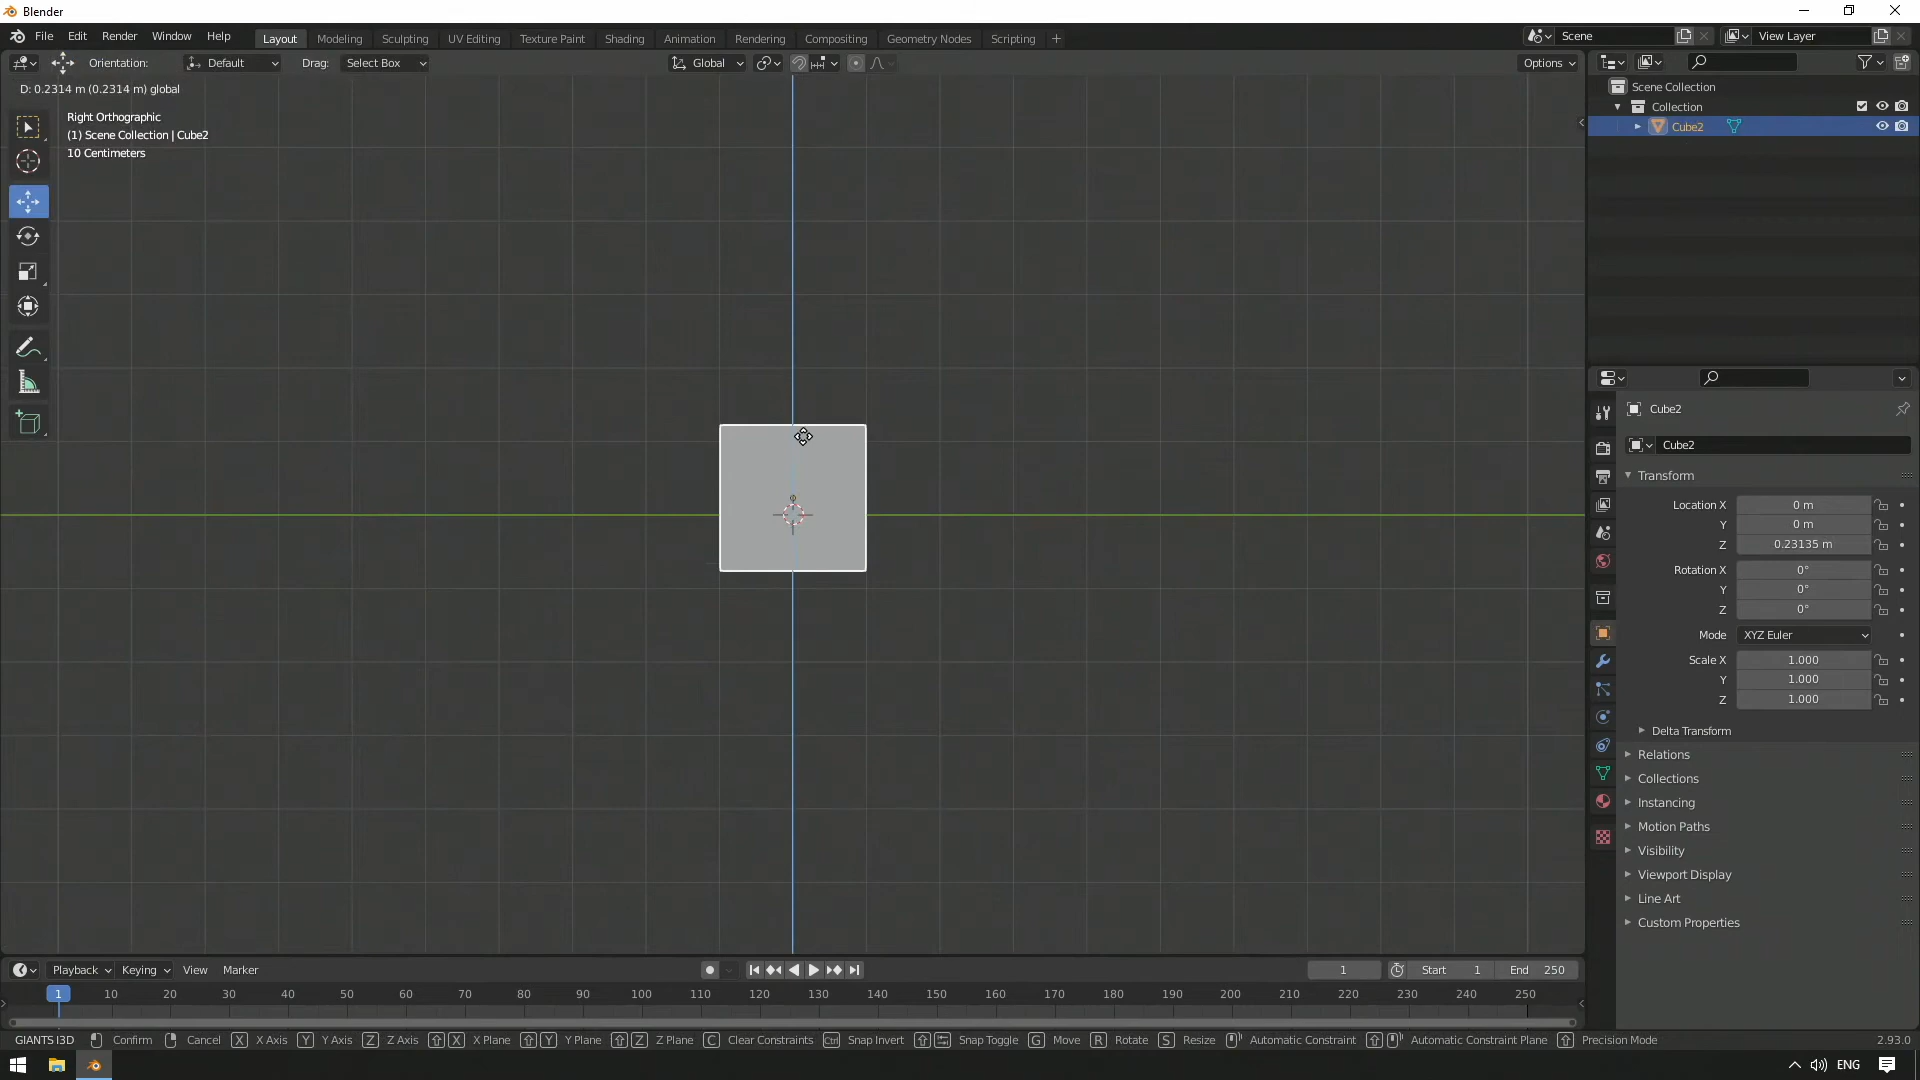 Blender
File Edit Render Window Help
Layout Modeling Sculpting UV Editing Texture Paint Shading Animation Rendering Compositing Geometry Nodes Scripting
Scene View Layer
Orientation: Default Drag: Select Box Global Options
D: 0.2314 m (0.2314 m) global
Right Orthographic
(1) Scene Collection | Cube2
10 Centimeters
Scene Collection
Collection
Cube2
Cube2
Cube2
Transform
Location X 0 m
Y 0 m
Z 0.23135 m
Rotation X 0°
Y 0°
Z 0°
Mode XYZ Euler
Scale X 1.000
Y 1.000
Z 1.000
Delta Transform
Relations
Collections
Instancing
Motion Paths
Visibility
Viewport Display
Line Art
Custom Properties
Playback Keying View Marker 1 Start 1 End 250
1 10 20 30 40 50 60 70 80 90 100 110 120 130 140 150 160 170 180 190 200 210 220 230 240 250
GIANTS I3D Confirm Cancel X X Axis Y Y Axis Z Z Axis X X Plane Y Y Plane Z Z Plane C Clear Constraints Ctrl Snap Invert Snap Toggle G Move R Rotate S Resize Automatic Constraint Automatic Constraint Plane Precision Mode 2.93.0
ENG